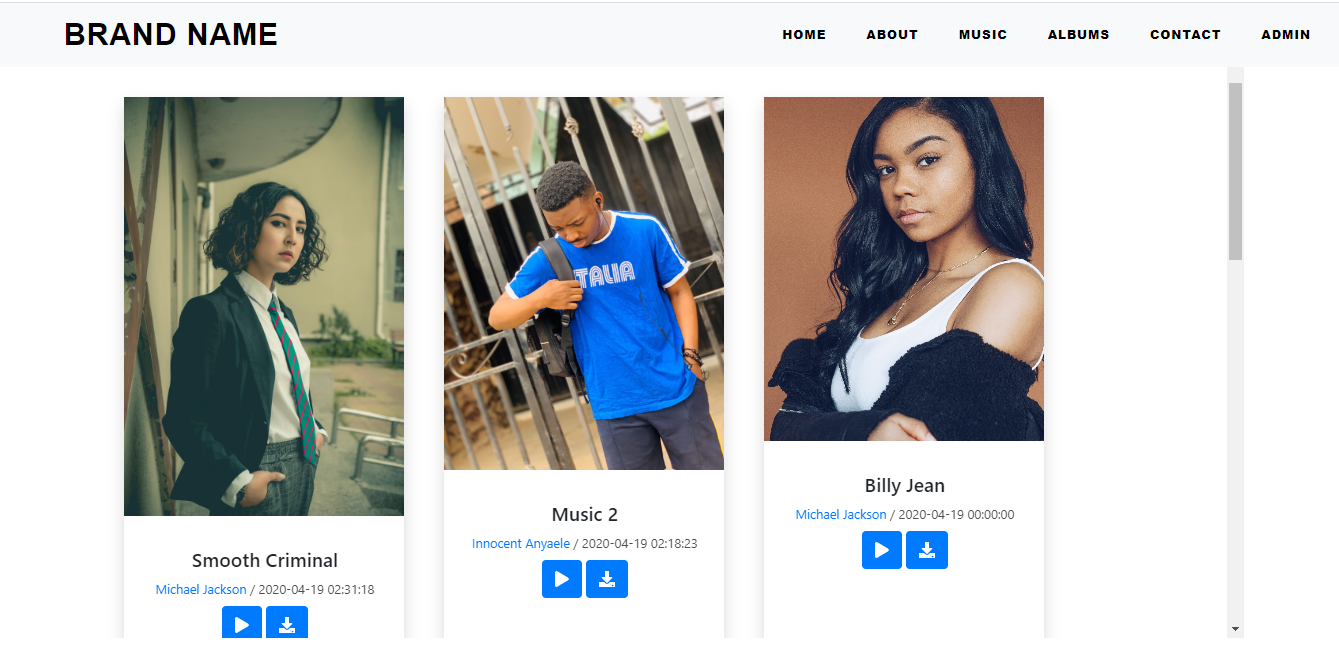 BRAND NAME
HOME ABOUT MUSIC ALBUMS CONTACT ADMIN
ITALIA
Smooth Criminal
Michael Jackson / 2020-04-19 02:31:18
Music 2
Innocent Anyaele / 2020-04-19 02:18:23
Billy Jean
Michael Jackson / 2020-04-19 00:00:00